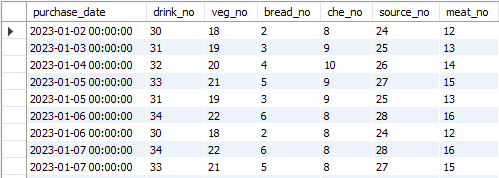 purchase_date drink_no veg_no bread_no che_no source_no meat_no
2023-01-02 00:00:00 30 18 2 8 24 12
2023-01-03 00:00:00 31 19 3 9 25 13
2023-01-04 00:00:00 32 20 4 10 26 14
2023-01-05 00:00:00 33 21 5 9 27 15
2023-01-05 00:00:00 31 19 3 9 25 13
2023-01-06 00:00:00 34 22 6 8 28 16
2023-01-06 00:00:00 30 18 2 8 24 12
2023-01-07 00:00:00 34 22 6 8 28 16
2023-01-07 00:00:00 33 21 5 8 27 15